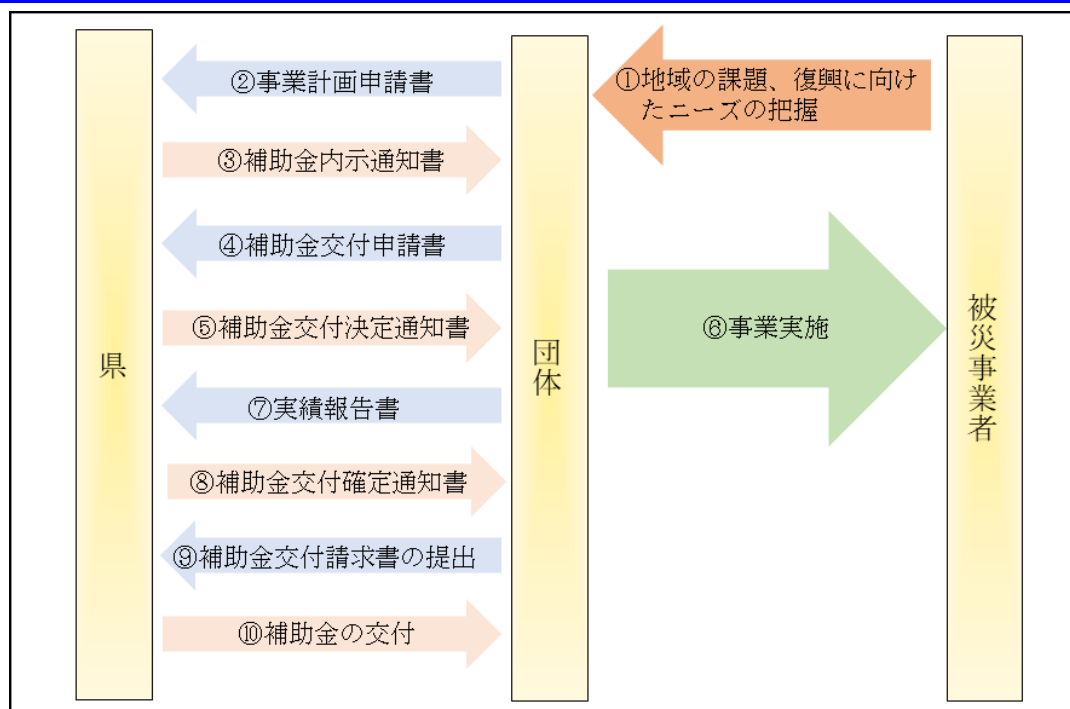 県
団体
被災事業者
①地域の課題、復興に向け
たニーズの把握
②事業計画申請書
③補助金内示通知書
④補助金交付申請書
⑤補助金交付決定通知書
⑥事業実施
⑦実績報告書
⑧補助金交付確定通知書
⑨補助金交付請求書の提出
⑩補助金の交付